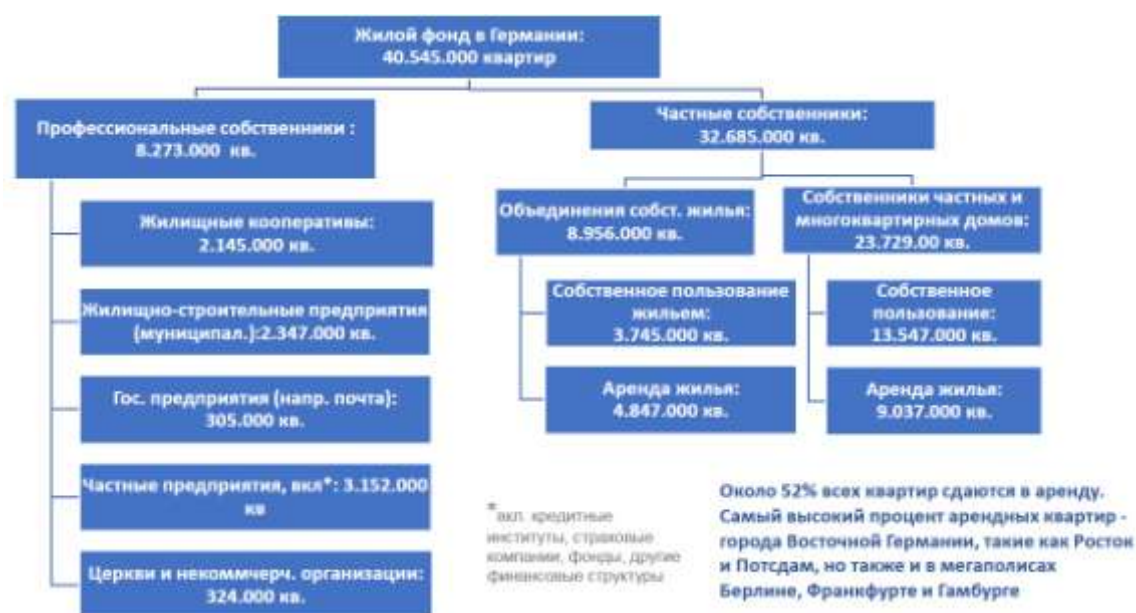 Жилой фонд в Германии:
40.545.000 квартир
Профессиональные собственники :
8.273.000 кв.
Частные собственники:
32.685.000 кв.
Жилищные кооперативы:
2.145.000 кв.
Жилищно-строительные предприятия
(муниципал.):2.347.000 кв.
Гос. предприятия (напр. почта):
305.000 кв.
Частные предприятия, вкл*: 3.152.000
кв
Церкви и некоммчерч. организации:
324.000 кв.
Объединения собст. жилья:
8.956.000 кв.
Собственное пользование
жильем:
3.745.000 кв.
Аренда жилья:
4.847.000 кв.
Собственники частных и
многоквартирных домов:
23.729.00 кв.
Собственное
пользование:
13.547.000 кв.
Аренда жилья:
9.037.000 кв.
*вкл. кредитные
институты, страховые
компании, фонды, другие
финансовые структуры
Около 52% всех квартир сдаются в аренду.
Самый высокий процент арендных квартир -
города Восточной Германии, такие как Росток
и Потсдам, но также и в мегаполисах
Берлине, Франкфурте и Гамбурге